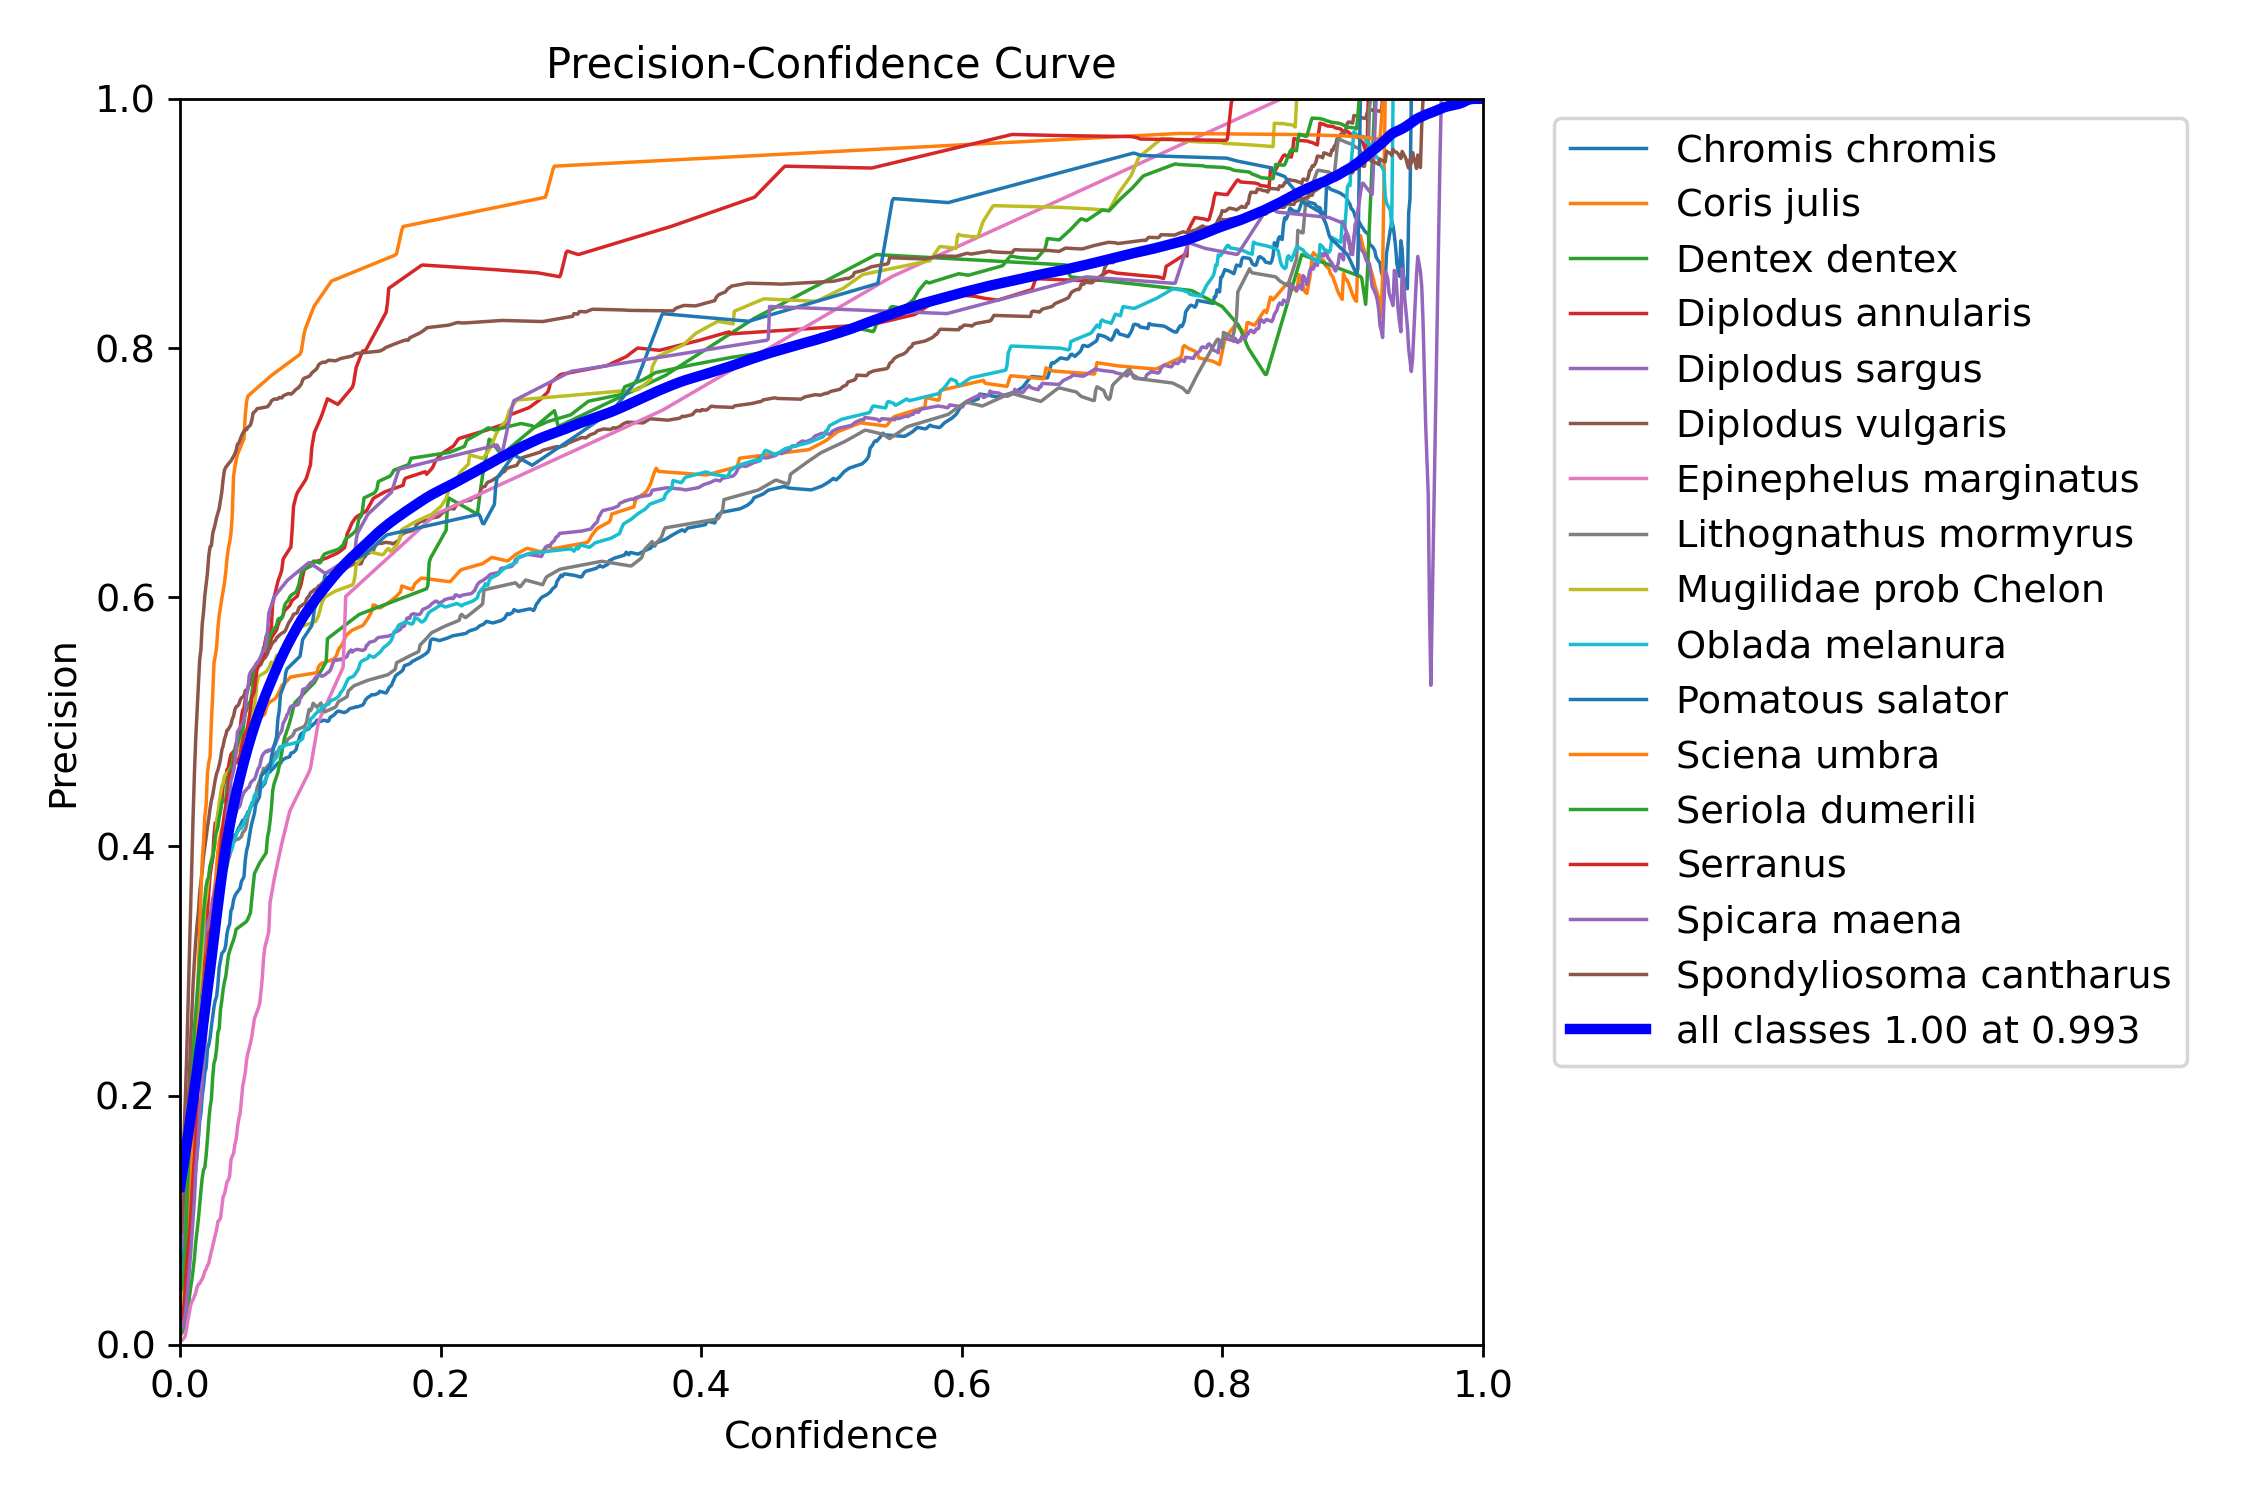 Precision-Confidence Curve
1.0
0.8
0.6
0.4
0.2
0.0
Precision
0.0 0.2 0.4 0.6 0.8 1.0
Confidence
Chromis chromis
Coris julis
Dentex dentex
Diplodus annularis
Diplodus sargus
Diplodus vulgaris
Epinephelus marginatus
Lithognathus mormyrus
Mugilidae prob Chelon
Oblada melanura
Pomatous salator
Sciena umbra
Seriola dumerili
Serranus
Spicara maena
Spondyliosoma cantharus
all classes 1.00 at 0.993